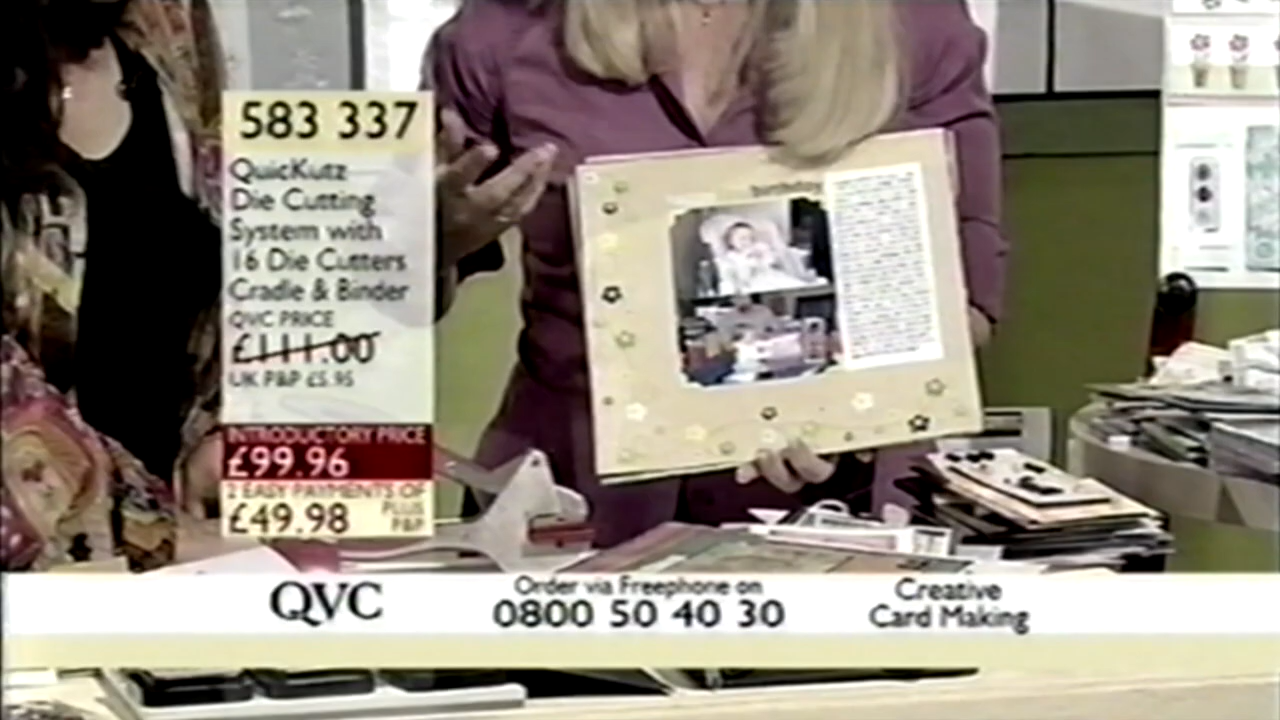 583 337
QuicKutz
Die Cutting
System with
16 Die Cutters
Cradle & Binder
QVC PRICE
£111.00
UK P&P £5.95
INTRODUCTORY PRICE
£99.96
2 EASY PAYMENTS OF
£49.98
PLUS
P&P
birthday
QVC
Order via Freephone on
0800 50 40 30
Creative
Card Making